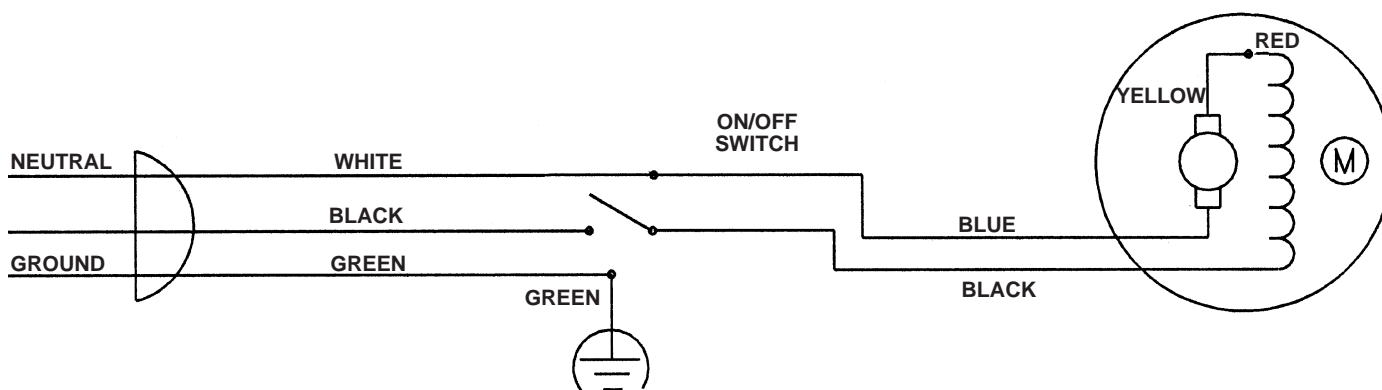 RED
YELLOW
ON/OFF
SWITCH
NEUTRAL
WHITE
M
BLACK
BLUE
GROUND
GREEN
BLACK
GREEN